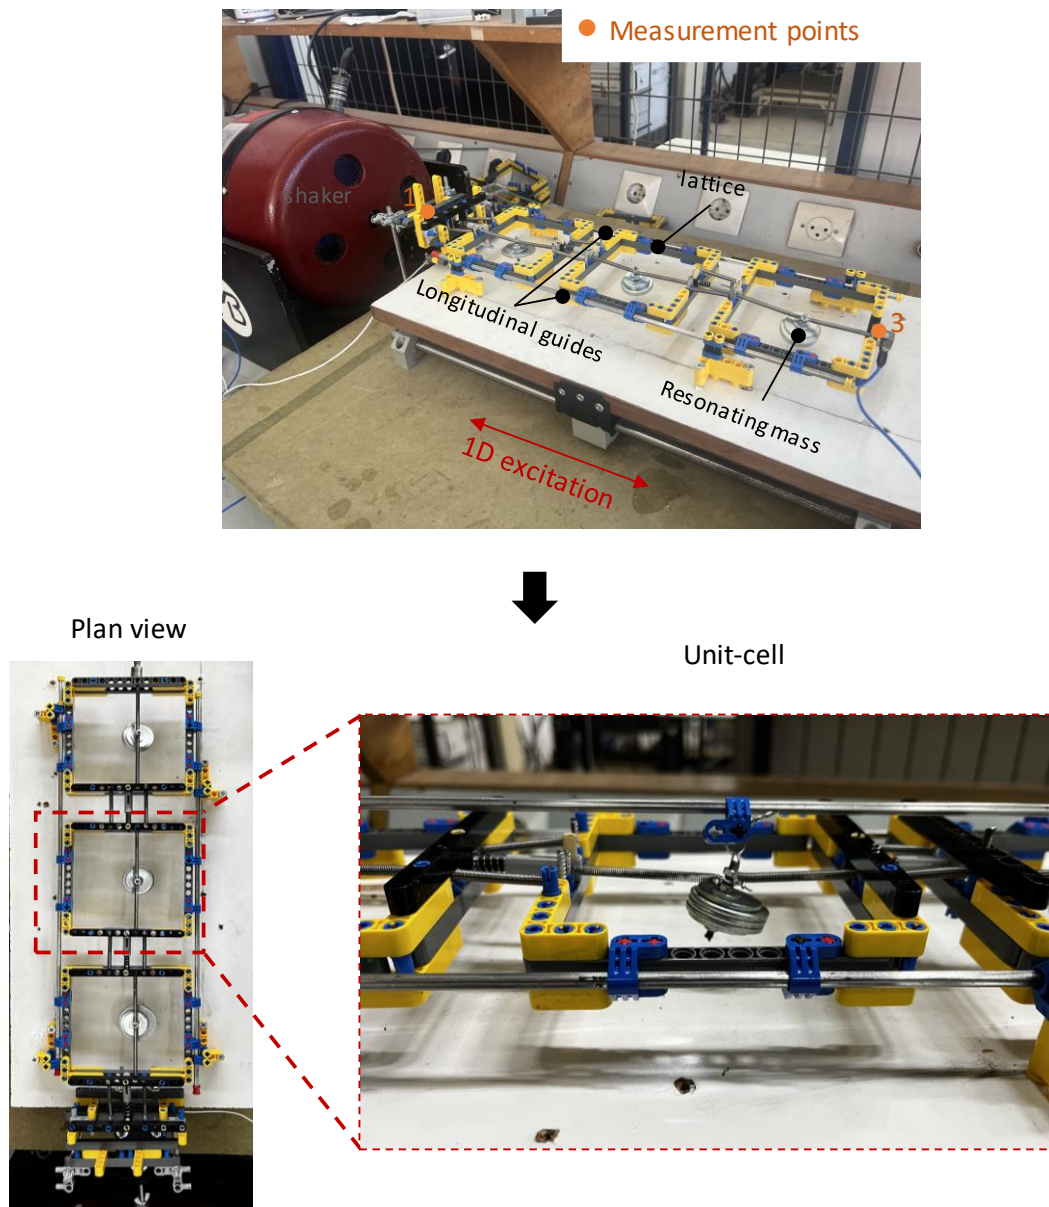 Measurement points
shaker
1
lattice
3
Longitudinal
guides
Resonating mass
1D excitation
Plan view
Unit-cell